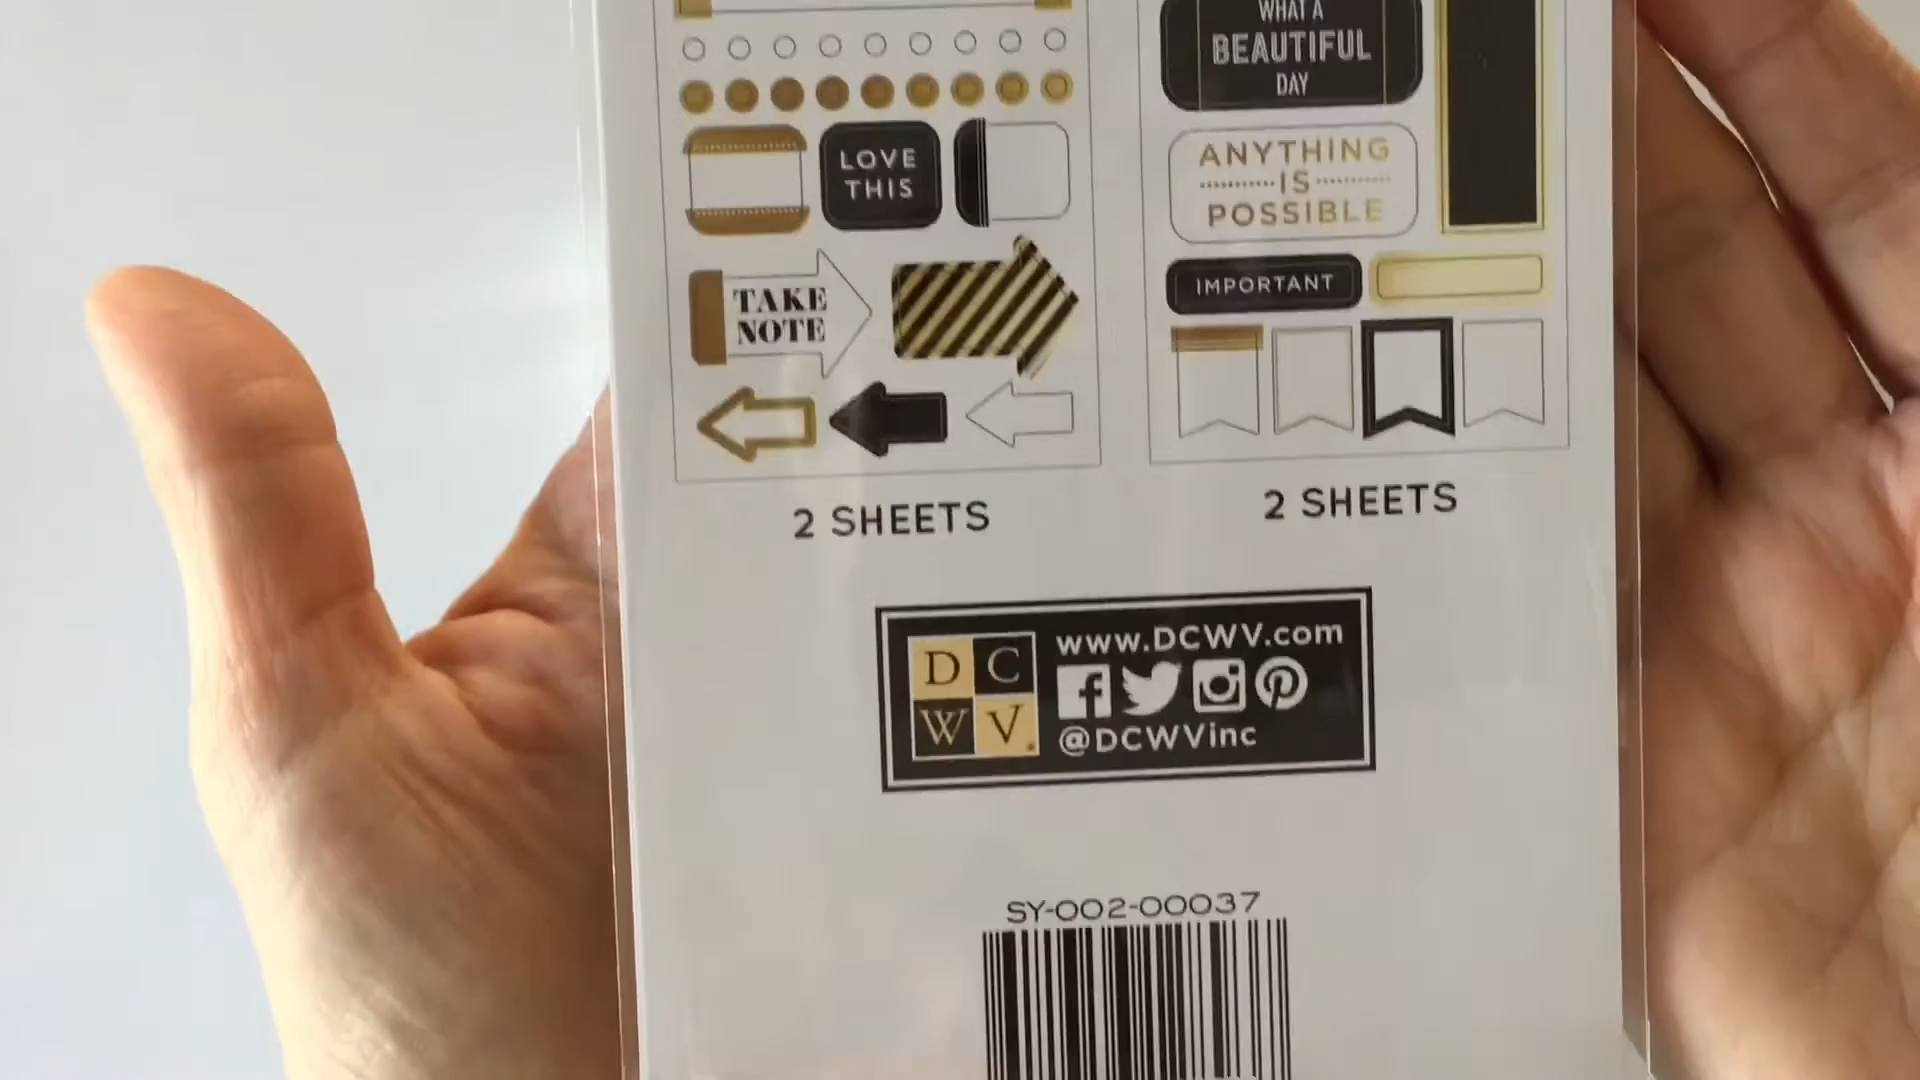 WHAT A
BEAUTIFUL
DAY
LOVE
THIS
ANYTHING
IS
POSSIBLE
TAKE
NOTE
IMPORTANT
2 SHEETS
2 SHEETS
D C
W V
www.DCWV.com
@DCWVinc
SY-002-00037